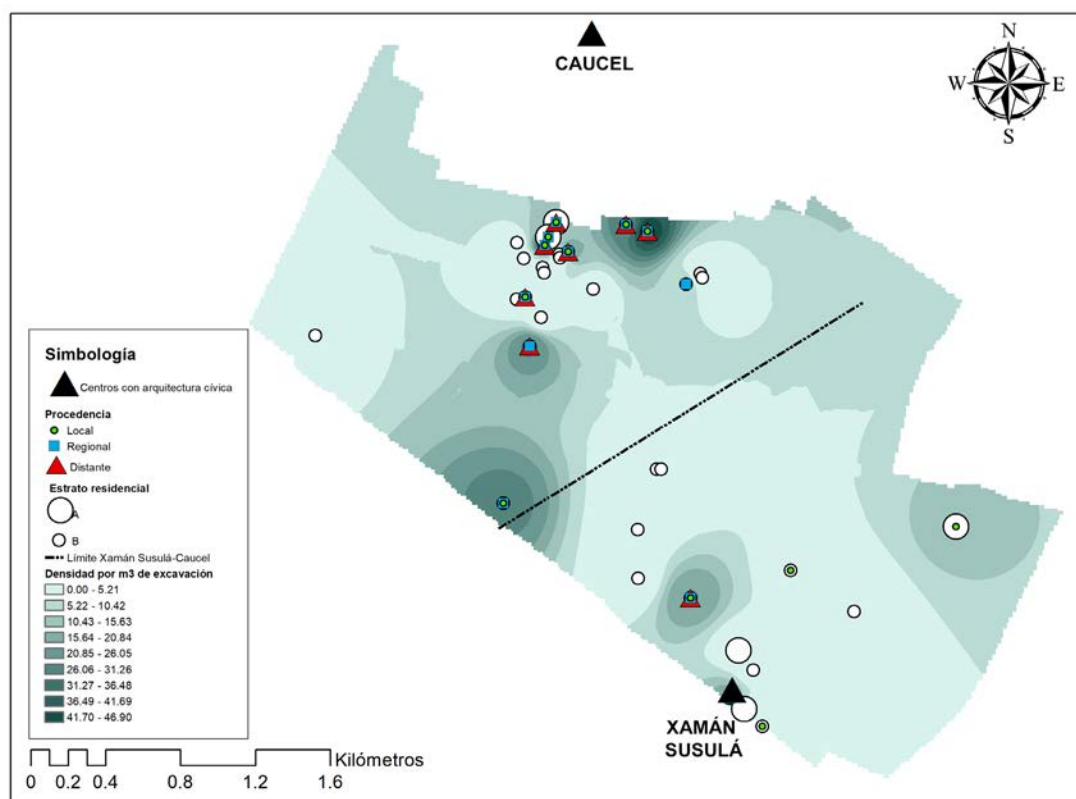 CAUCEL
N
W E
S
Simbología
Centros con arquitectura cívica
Procedencia
Local
Regional
Distante
Estrato residencial
A
B
Límite Xamán Susulá-Caucel
Densidad por m3 de excavación
0.00 - 5.21
5.22 - 10.42
10.43 - 15.63
15.64 - 20.84
20.85 - 26.05
26.06 - 31.26
31.27 - 36.48
36.49 - 41.69
41.70 - 46.90
XAMÁN
SUSULÁ
Kilómetros
0 0.2 0.4 0.8 1.2 1.6